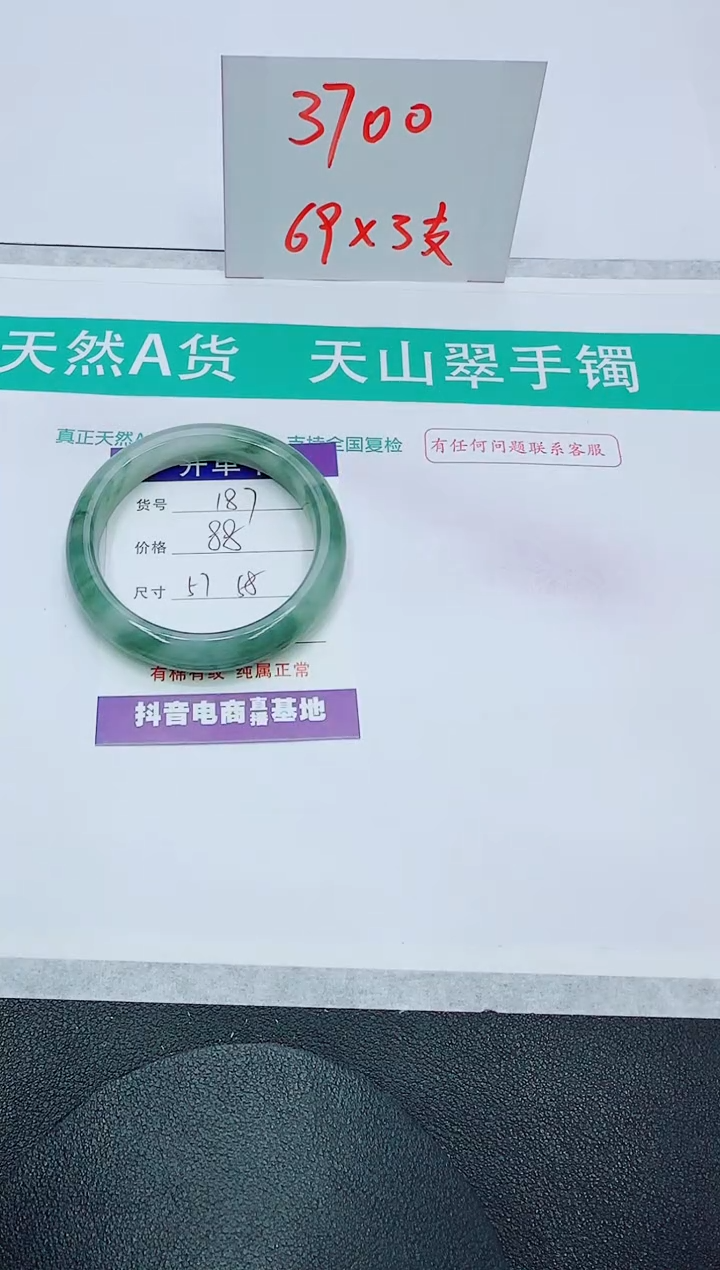 3700
69×3支
天然A货 天山翠手镯
真正天然A
支持全国复检
有任何问题联系客服
开单
货号 187
价格 88
尺寸 57 58
有棉有纹 纯属正常
抖音电商直播基地